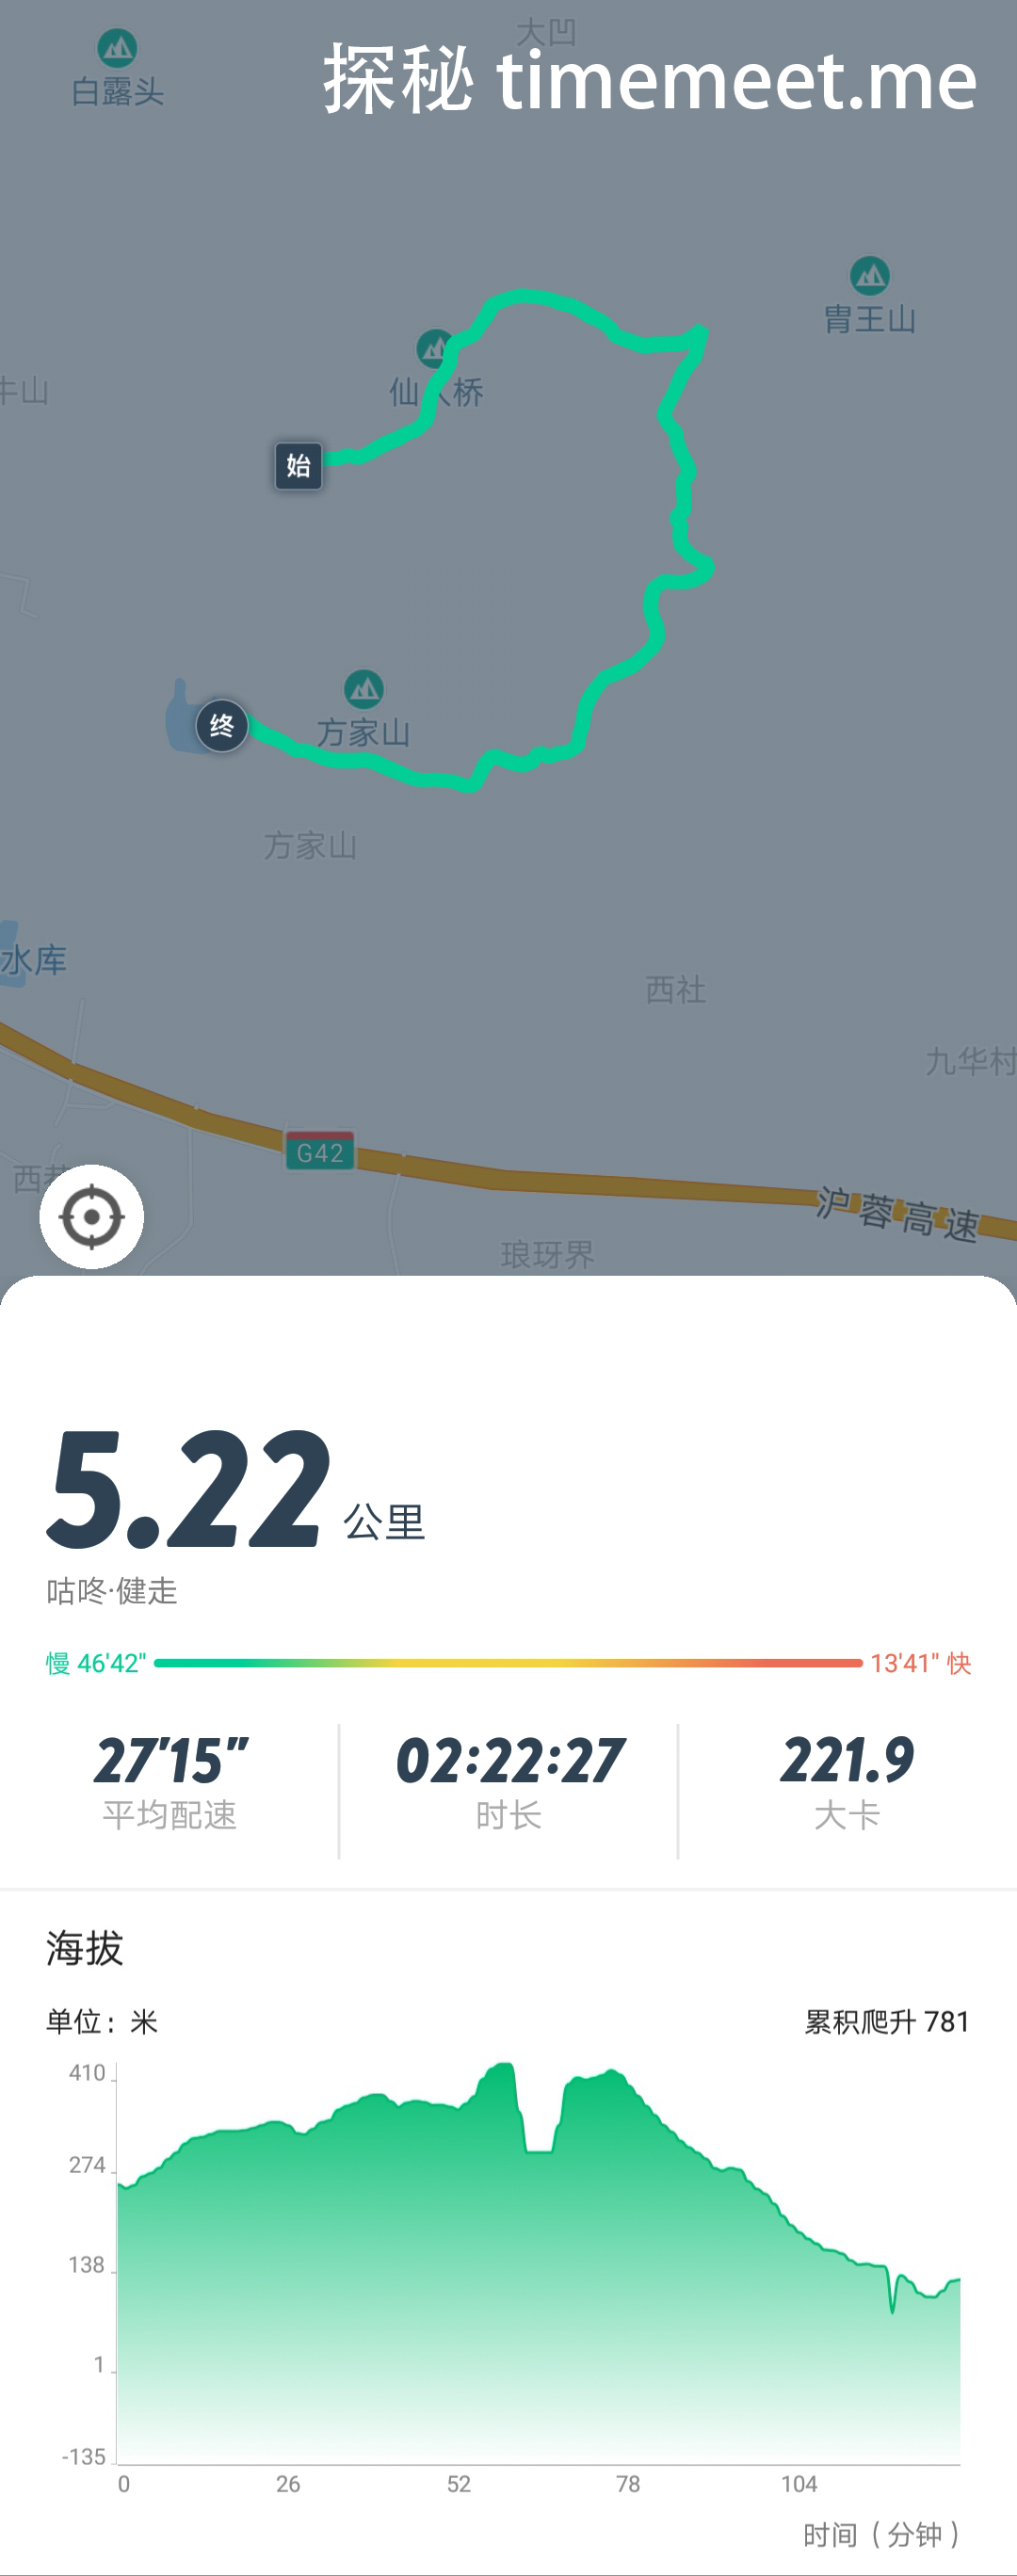 大凹
探秘 timemeet.me
白露头
胄王山
牛山
仙人桥
始
终
方家山
方家山
水库
西社
九华村
G42
西巷
沪蓉高速
琅玡界
5.22 公里
咕咚·健走
慢 46'42" 13'41" 快
27'15" 02:22:27 221.9
平均配速 时长 大卡
海拔
单位：米 累积爬升 781
410
274
138
1
-135
0 26 52 78 104
时间（分钟）